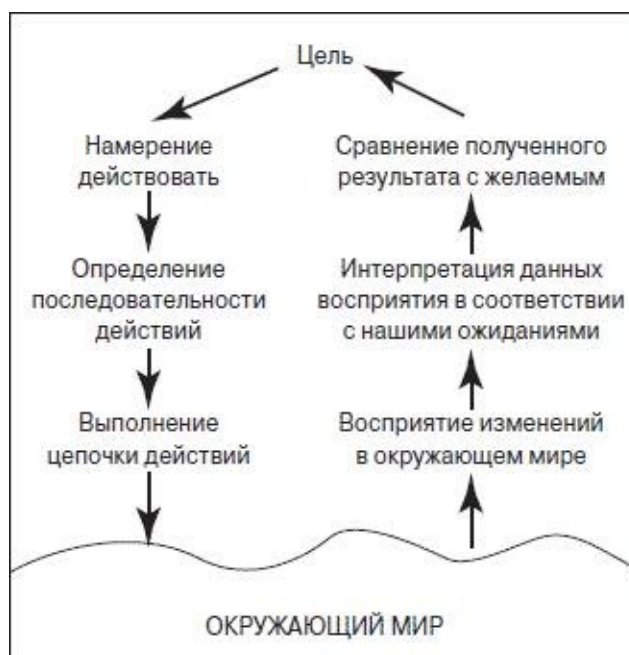 Цель
Намерение
действовать
Определение
последовательности
действий
Выполнение
цепочки действий
Сравнение полученного
результата с желаемым
Интерпретация данных
восприятия в соответствии
с нашими ожиданиями
Восприятие изменений
в окружающем мире
ОКРУЖАЮЩИЙ МИР